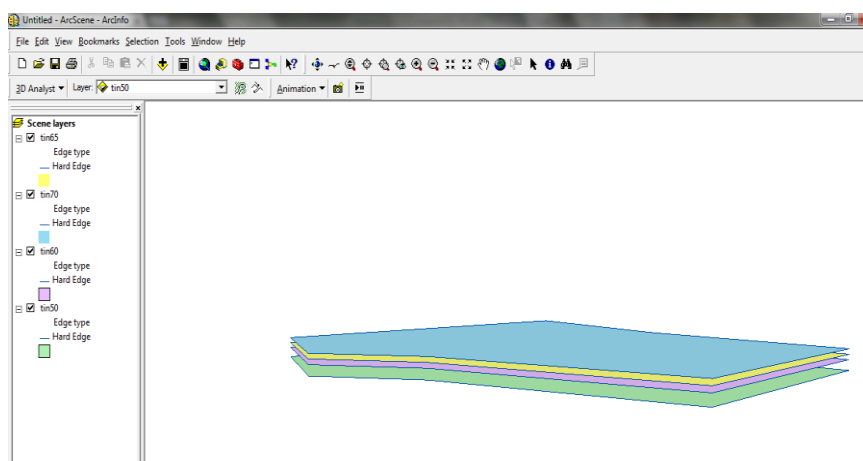 Untitled - ArcScene - ArcInfo
File Edit View Bookmarks Selection Tools Window Help
3D Analyst Layer: tin50 Animation
Scene layers
tin65
Edge type
Hard Edge
tin70
Edge type
Hard Edge
tin60
Edge type
Hard Edge
tin50
Edge type
Hard Edge